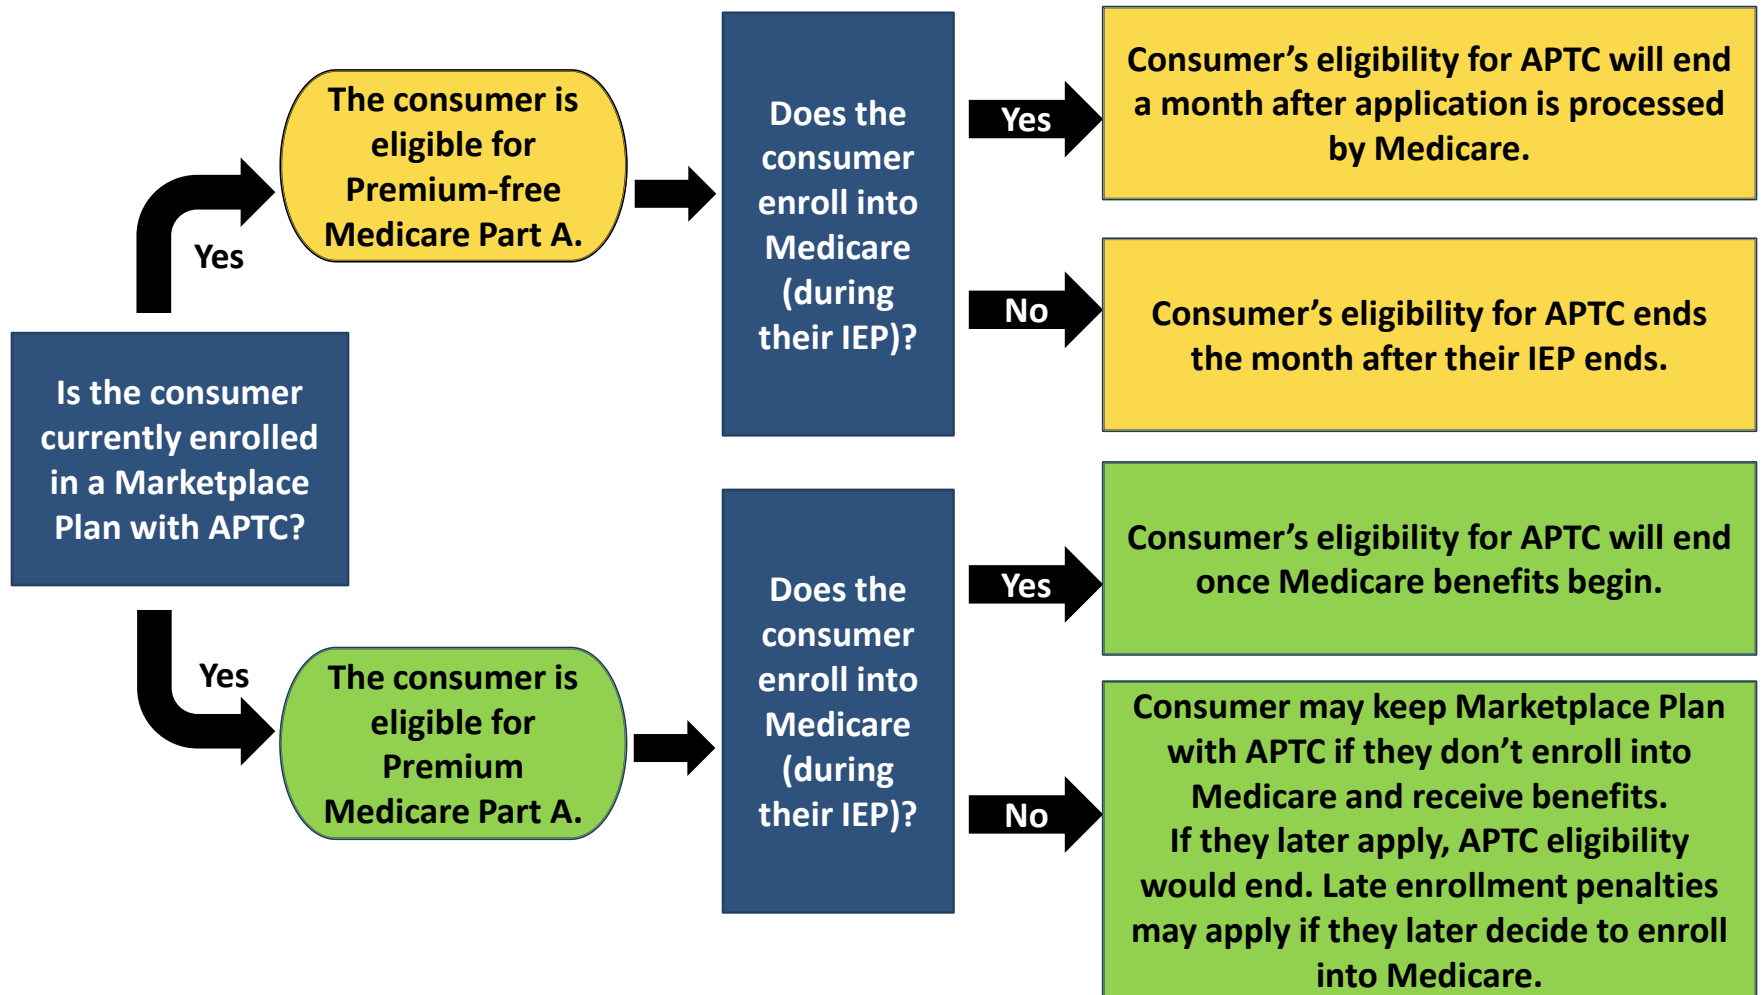 Is the consumer
currently enrolled
in a Marketplace
Plan with APTC?
Yes
The consumer is
eligible for
Premium-free
Medicare Part A.
Does the
consumer
enroll into
Medicare
(during
their IEP)?
Yes
Consumer’s eligibility for APTC will end
a month after application is processed
by Medicare.
No
Consumer’s eligibility for APTC ends
the month after their IEP ends.
Yes
The consumer is
eligible for
Premium
Medicare Part A.
Does the
consumer
enroll into
Medicare
(during
their IEP)?
Yes
Consumer’s eligibility for APTC will end
once Medicare benefits begin.
No
Consumer may keep Marketplace Plan
with APTC if they don’t enroll into
Medicare and receive benefits.
If they later apply, APTC eligibility
would end. Late enrollment penalties
may apply if they later decide to enroll
into Medicare.